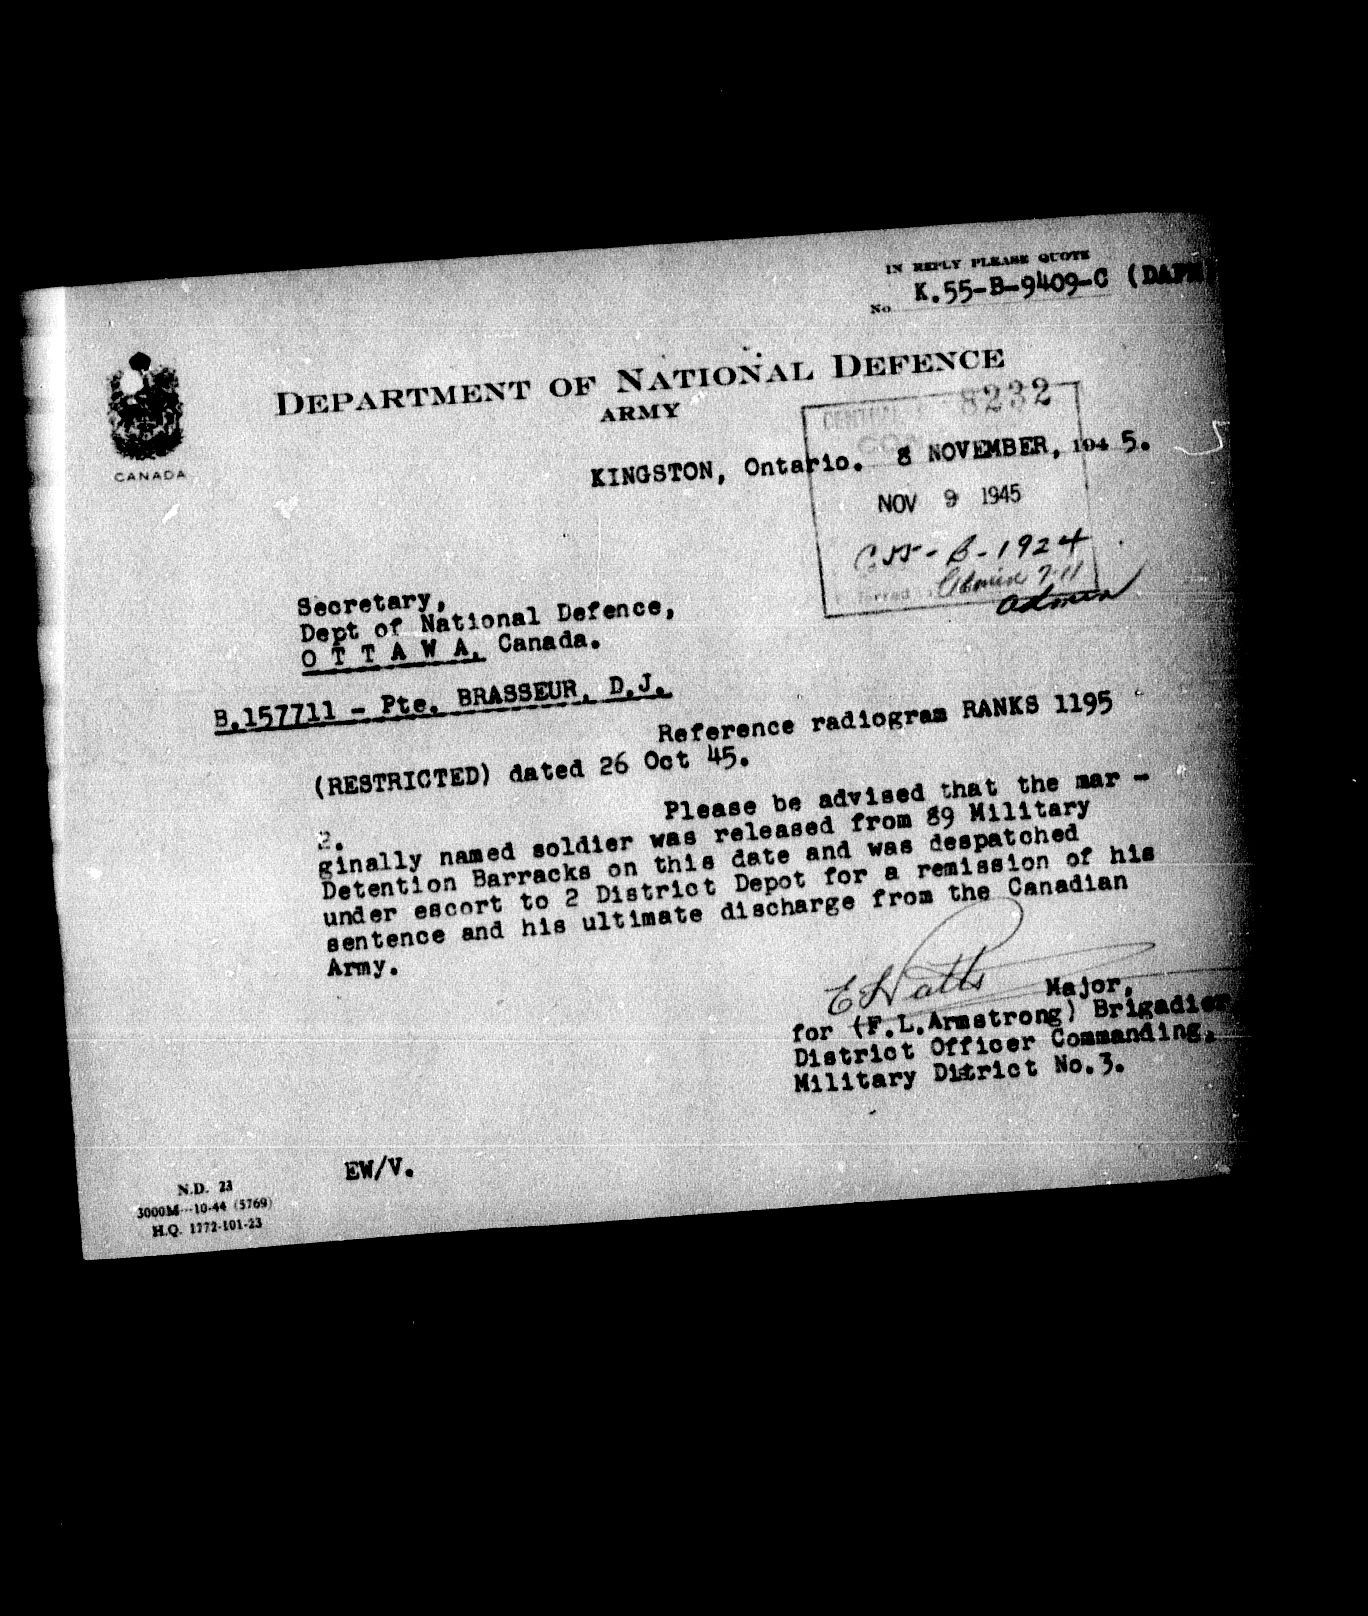 IN REPLY PLEASE QUOTE
No K.55-B-9409-C
CANADA
DEPARTMENT OF NATIONAL DEFENCE
ARMY
8232
KINGSTON, Ontario. 8 NOVEMBER, 194 5.
NOV 9 1945
B-1924
Admin
Admin
Secretary,
Dept of National Defence,
O T T A W A, Canada.
B.157711 - Pte. BRASSEUR, D.J.
Reference radiogram RANKS 1195
(RESTRICTED) dated 26 Oct 45.
2. Please be advised that the mar -
ginally named soldier was released from 89 Military
Detention Barracks on this date and was despatched
under escort to 2 District Depot for a remission of his
sentence and his ultimate discharge from the Canadian
Army.
Major,
for (F.L.Armstrong) Brigadier
District Officer Commanding,
Military District No.3.
EW/V.
N.D. 23
3000M---10-44 (5769)
H.Q. 1772-101-23